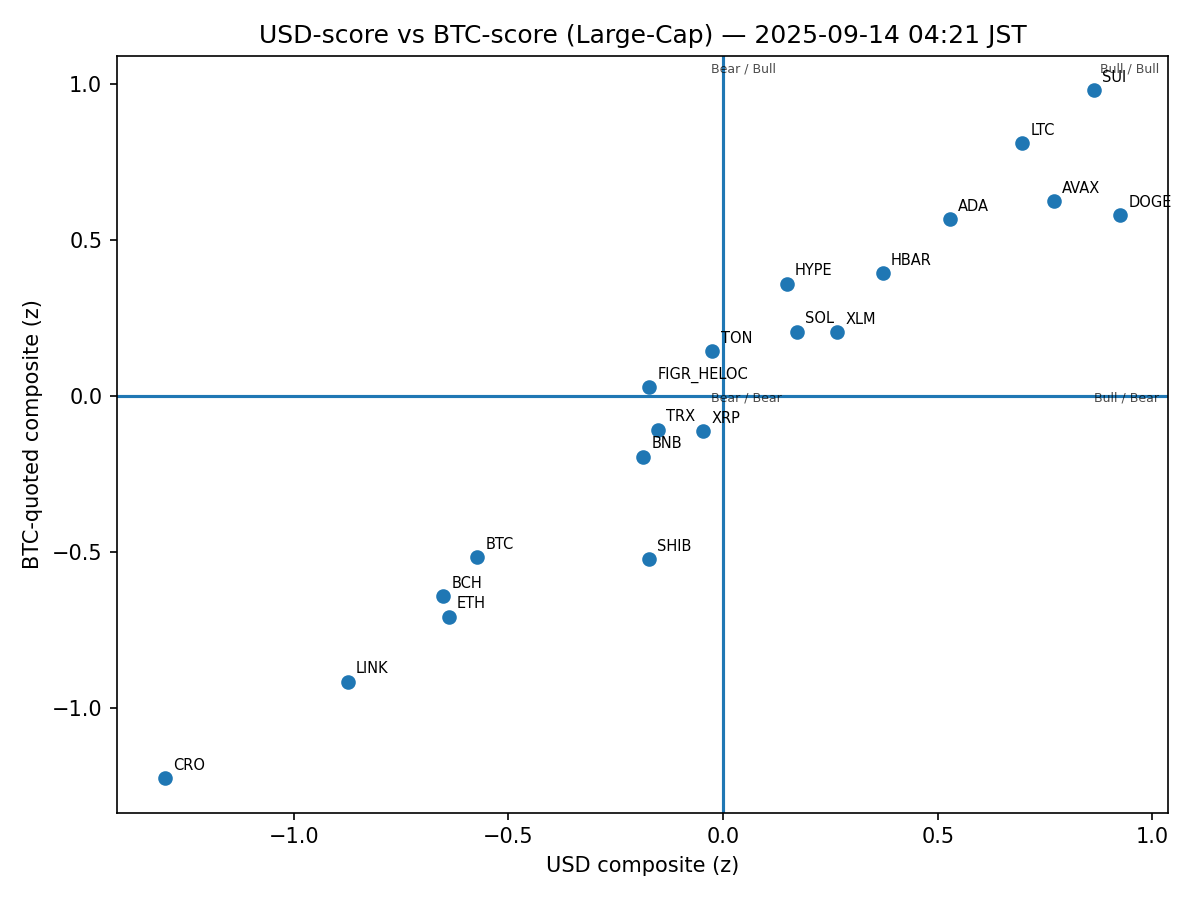 USD-score vs BTC-score (Large-Cap) — 2025-09-14 04:21 JST
Bear / Bull
Bull / Bull
SUI
LTC
AVAX
DOGE
ADA
HBAR
HYPE
SOL
XLM
TON
FIGR_HELOC
Bear / Bear
Bull / Bear
TRX
XRP
BNB
BTC
SHIB
BCH
ETH
LINK
CRO
1.0
0.5
0.0
−0.5
−1.0
BTC-quoted composite (z)
−1.0
−0.5
0.0
0.5
1.0
USD composite (z)